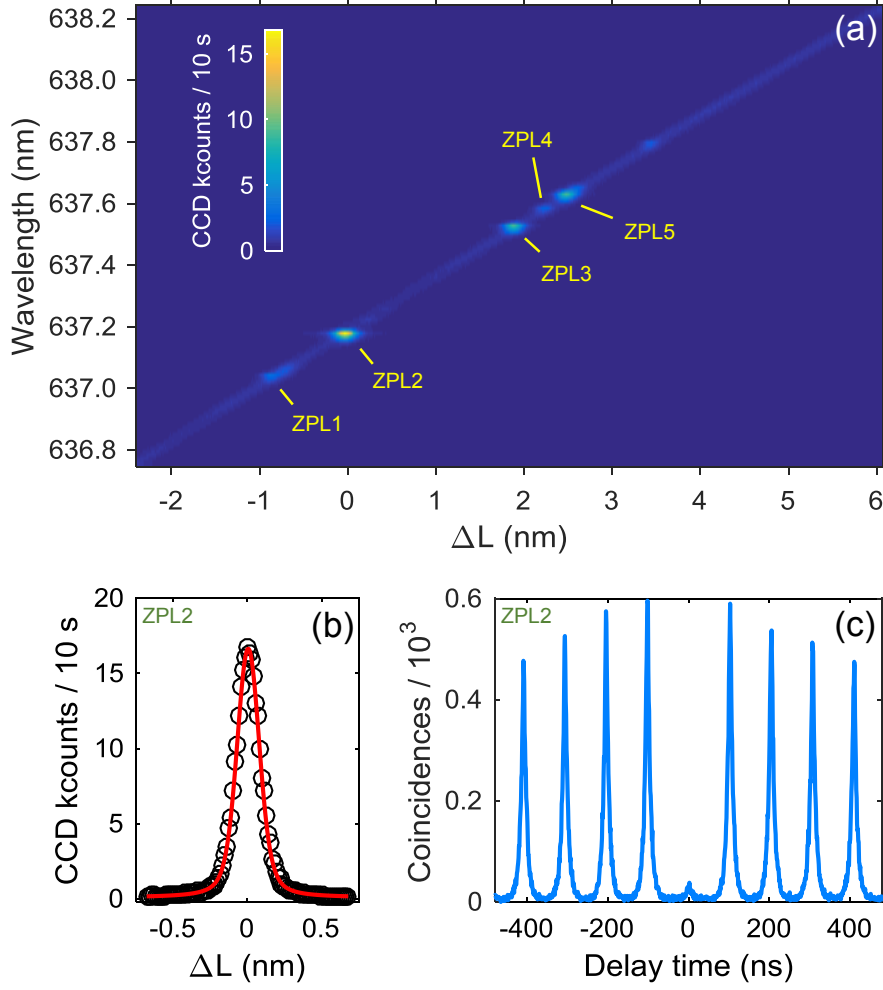 (a)
638.2
638.0
637.8
637.6
637.4
637.2
637.0
636.8
Wavelength (nm)
CCD kcounts / 10 s
15
10
5
0
ZPL4
ZPL5
ZPL3
ZPL2
ZPL1
-2 -1 0 1 2 3 4 5 6
ΔL (nm)
ZPL2
(b)
20
15
10
5
0
CCD kcounts / 10 s
-0.5 0 0.5
ΔL (nm)
ZPL2
(c)
0.6
0.4
0.2
0
Coincidences / 10³
-400 -200 0 200 400
Delay time (ns)